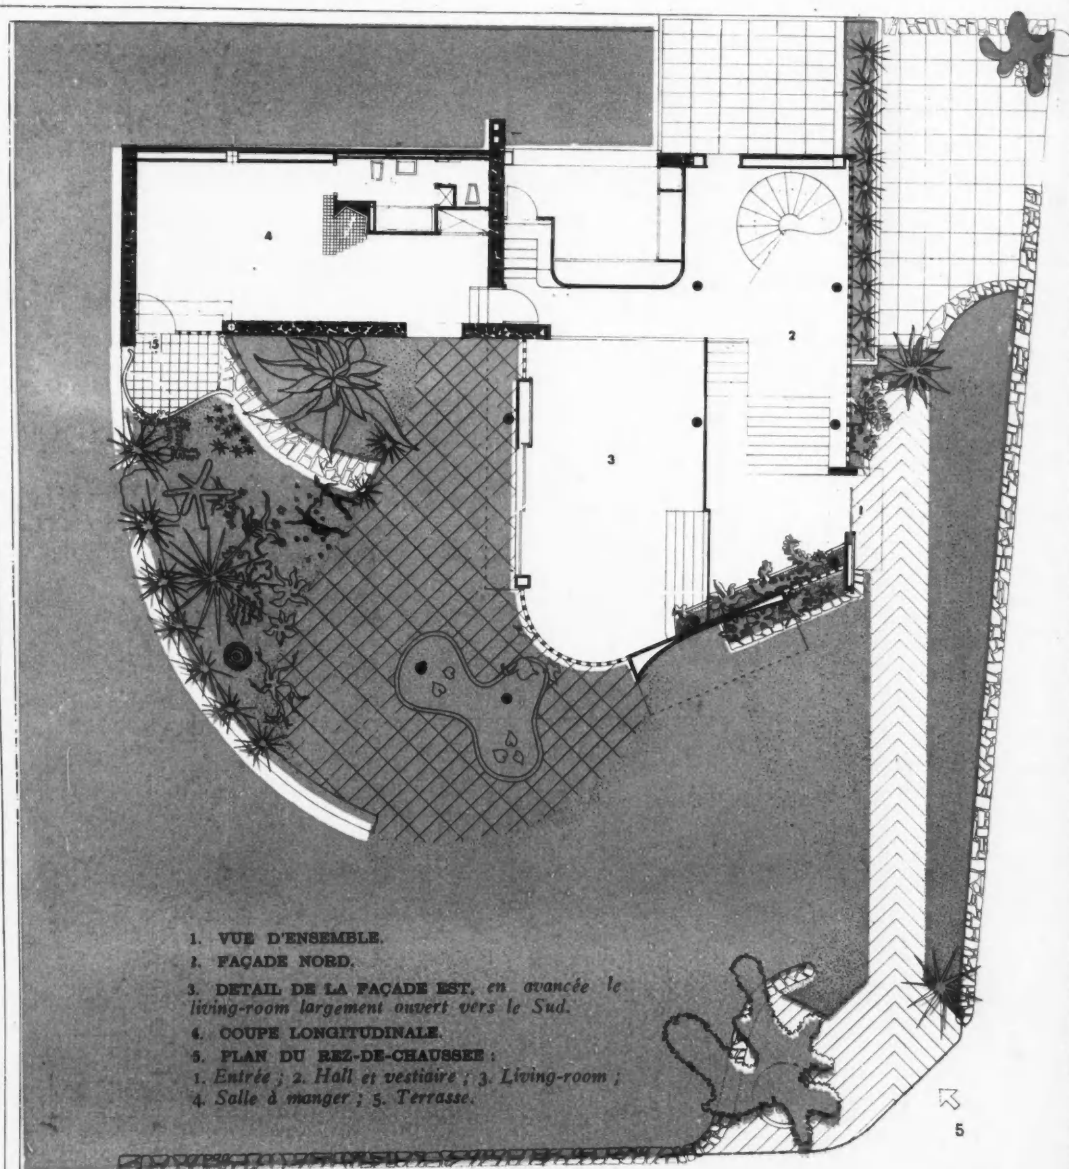 4
2
3
5
1
1. VUE D'ENSEMBLE.
2. FAÇADE NORD.
3. DETAIL DE LA FAÇADE EST, en avancée le
living-room largement ouvert vers le Sud.
4. COUPE LONGITUDINALE.
5. PLAN DU REZ-DE-CHAUSSEE :
1. Entrée ; 2. Hall et vestiaire ; 3. Living-room ;
4. Salle à manger ; 5. Terrasse.
5